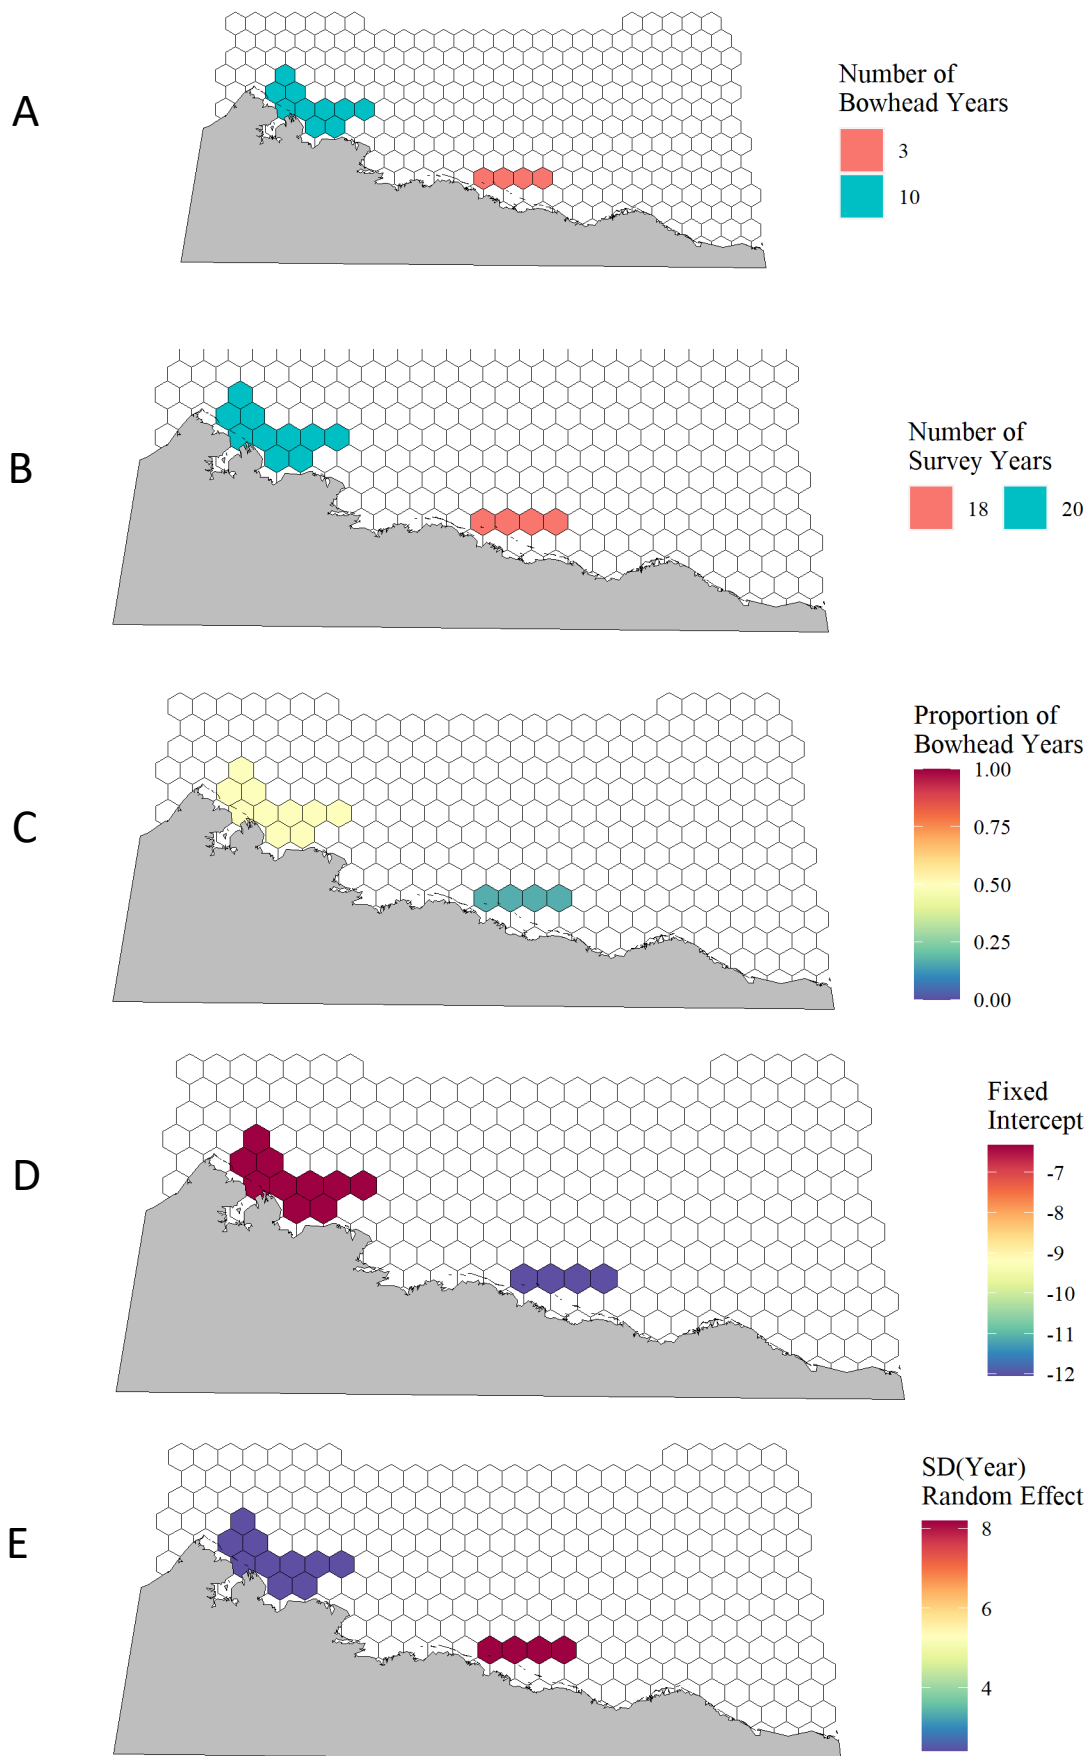 A
Number of
Bowhead Years
3
10
B
Number of
Survey Years
18 20
C
Proportion of
Bowhead Years
1.00
0.75
0.50
0.25
0.00
D
Fixed
Intercept
-7
-8
-9
-10
-11
-12
E
SD(Year)
Random Effect
8
6
4